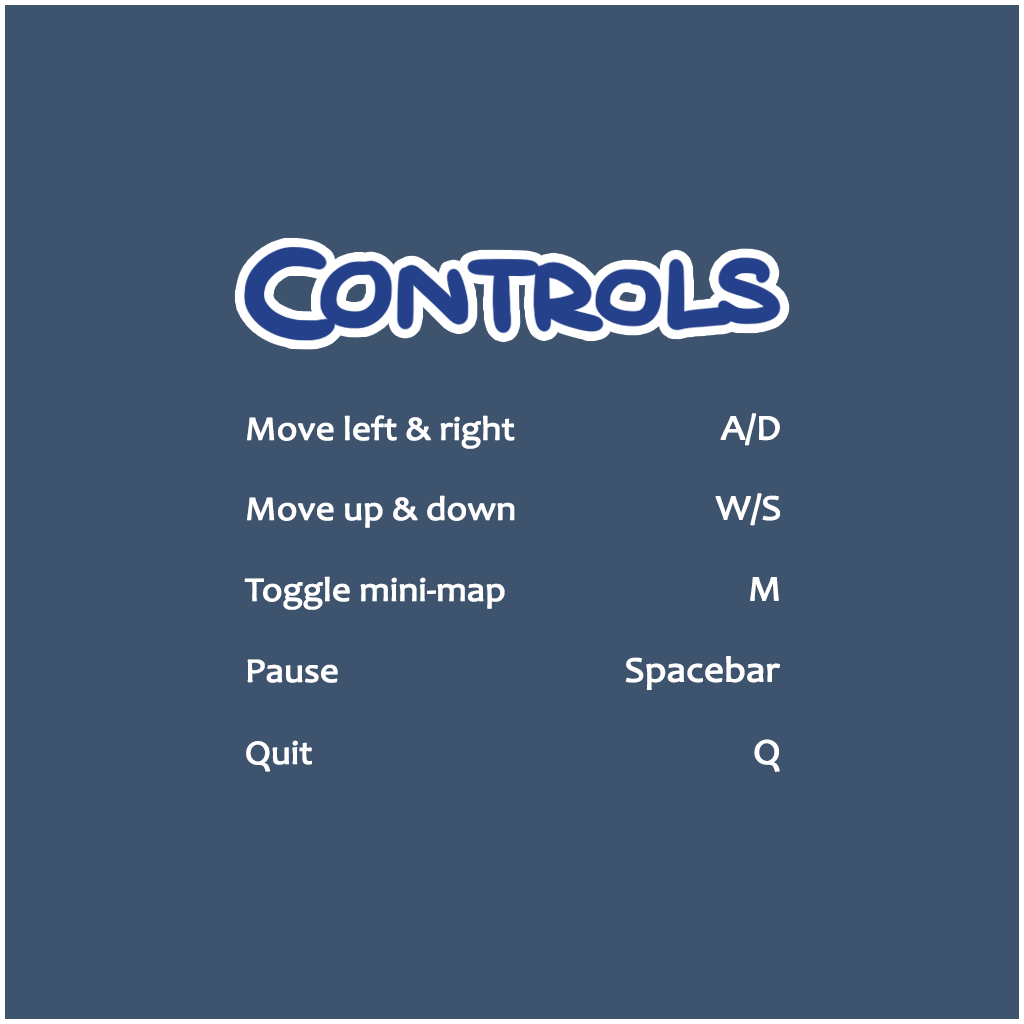 CONTROLS
Move left & right A/D
Move up & down W/S
Toggle mini-map M
Pause Spacebar
Quit Q